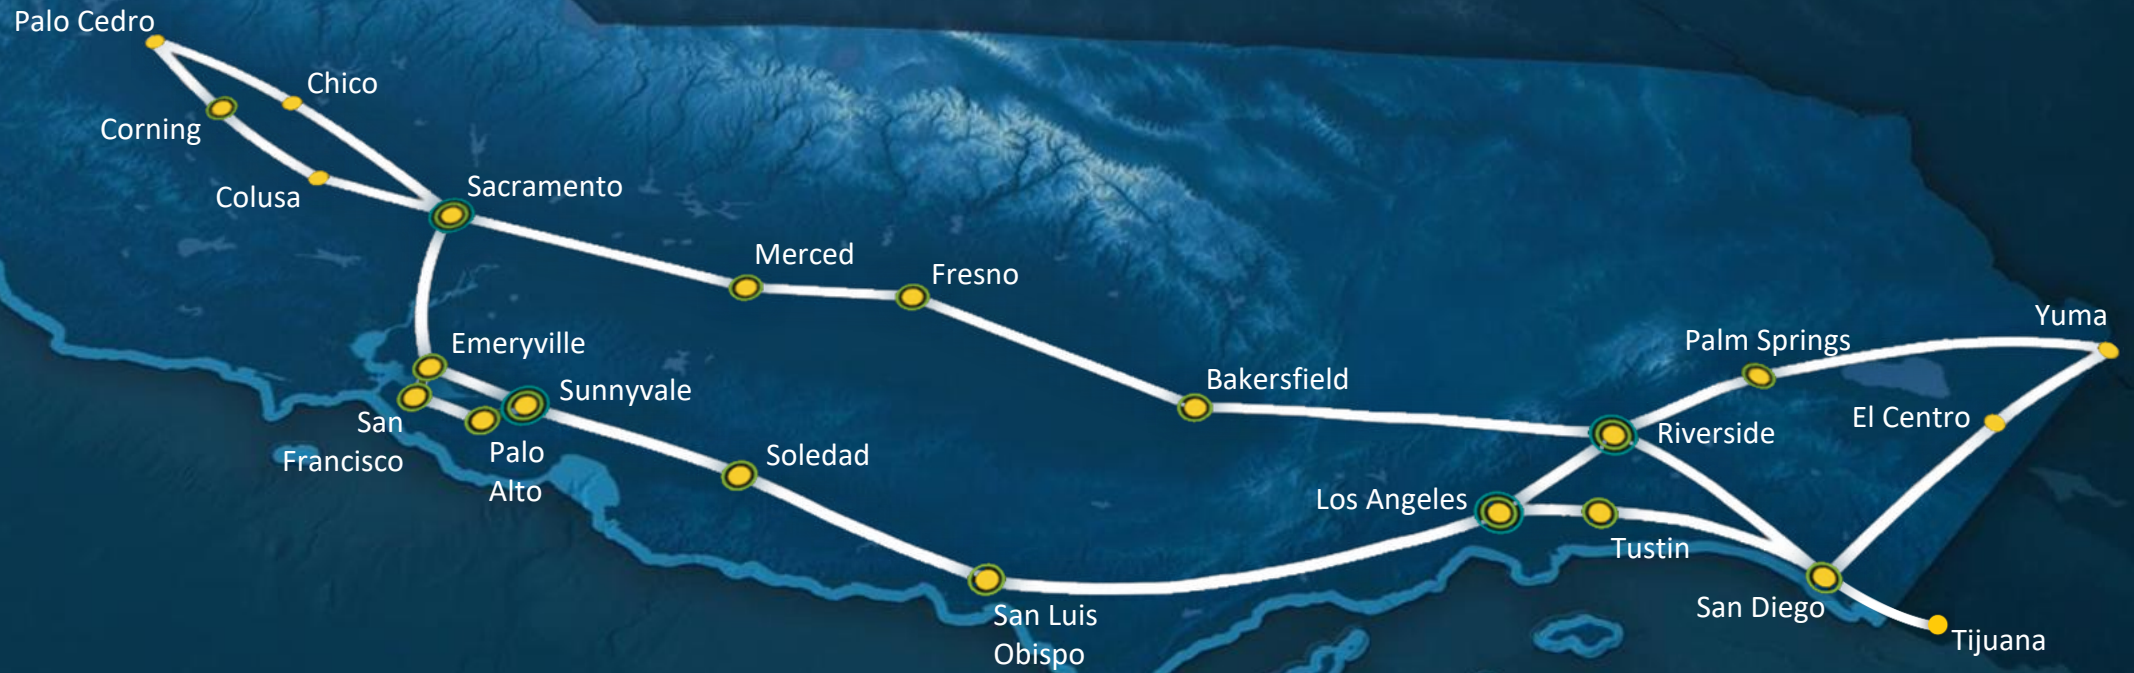 Palo Cedro
Chico
Corning
Colusa
Sacramento
Merced
Fresno
Emeryville
Sunnyvale
San
Francisco
Palo
Alto
Soledad
San Luis
Obispo
Bakersfield
Los Angeles
Riverside
Palm Springs
Yuma
El Centro
Tustin
San Diego
Tijuana